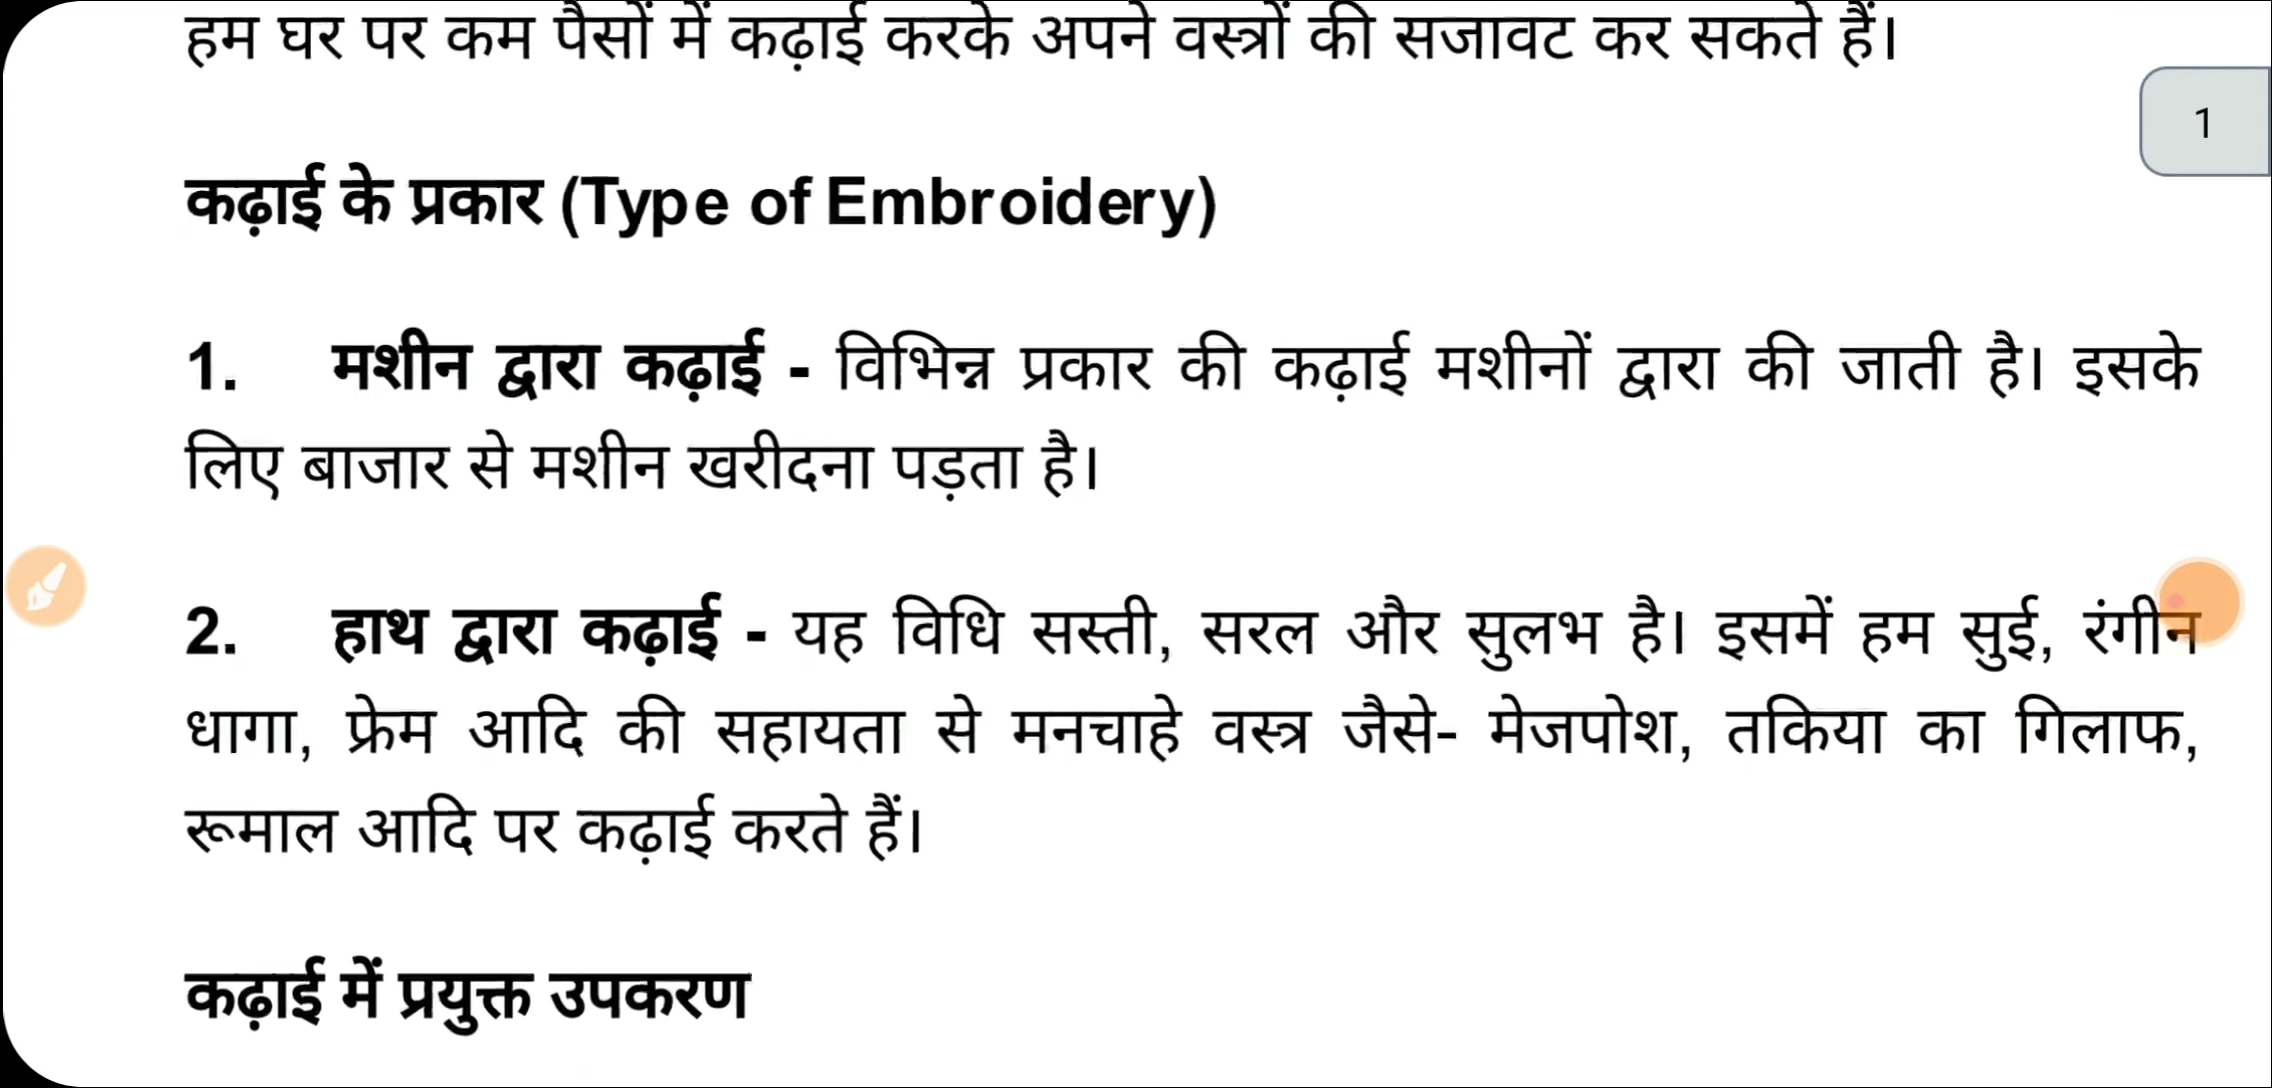 हम घर पर कम पैसों में कढ़ाई करके अपने वस्त्रों की सजावट कर सकते हैं।
1
कढ़ाई के प्रकार (Type of Embroidery)
1. मशीन द्वारा कढ़ाई - विभिन्न प्रकार की कढ़ाई मशीनों द्वारा की जाती है। इसके
लिए बाजार से मशीन खरीदना पड़ता है।
2. हाथ द्वारा कढ़ाई - यह विधि सस्ती, सरल और सुलभ है। इसमें हम सुई, रंगीन
धागा, फ्रेम आदि की सहायता से मनचाहे वस्त्र जैसे- मेजपोश, तकिया का गिलाफ,
रूमाल आदि पर कढ़ाई करते हैं।
कढ़ाई में प्रयुक्त उपकरण